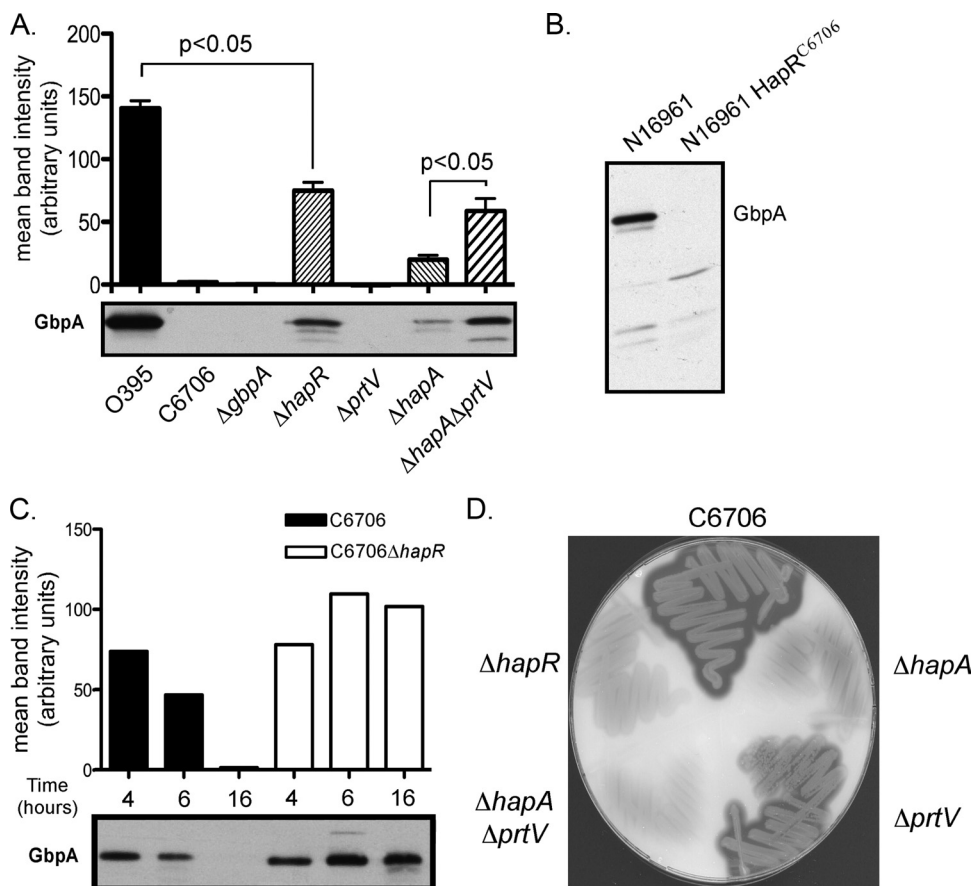 A.
mean band intensity
(arbitrary units)
200
150
100
50
0
p<0.05
p<0.05
GbpA
O395
C6706
ΔgbpA
ΔhapR
ΔprtV
ΔhapA
ΔhapAΔprtV
B.
N16961
N16961 HapR^C6706
GbpA
C.
mean band intensity
(arbitrary units)
150
100
50
0
C6706
C6706ΔhapR
Time
(hours)
4 6 16 4 6 16
GbpA
D.
C6706
ΔhapR
ΔhapA
ΔhapA
ΔprtV
ΔprtV